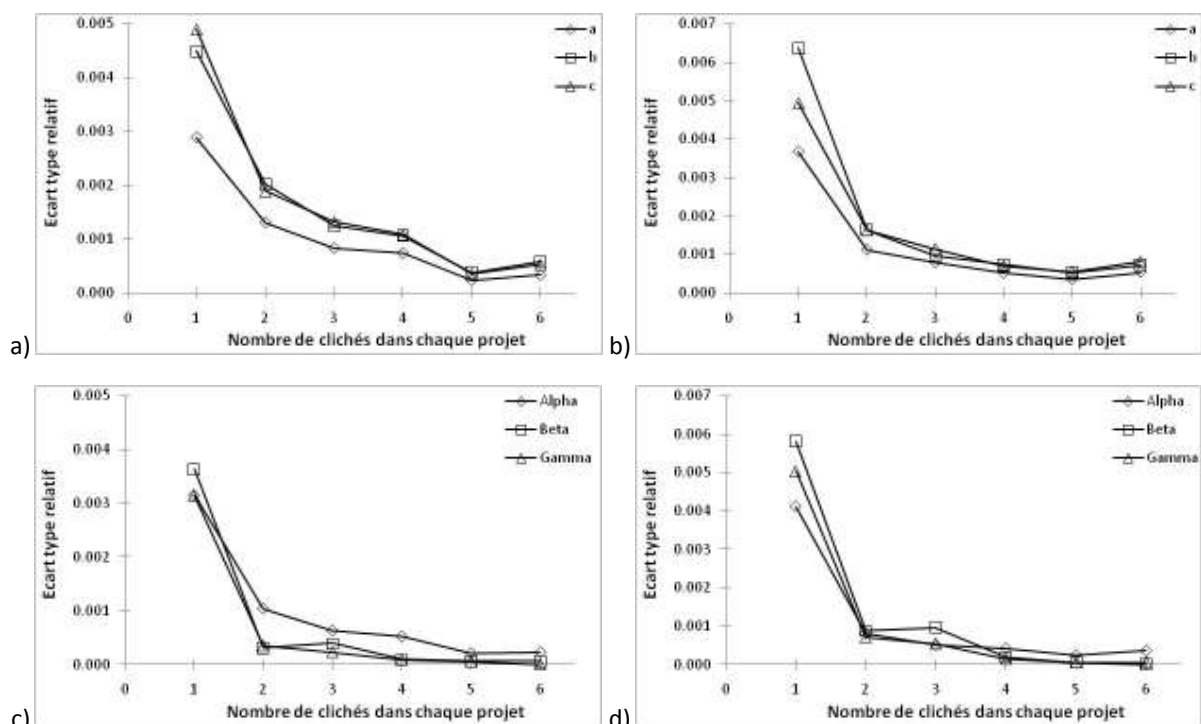 0.005
0.004
0.003
0.002
0.001
0.000
Ecart type relatif
0 1 2 3 4 5 6
Nombre de clichés dans chaque projet
a
b
c
a)
0.007
0.006
0.005
0.004
0.003
0.002
0.001
0.000
Ecart type relatif
0 1 2 3 4 5 6
Nombre de clichés dans chaque projet
a
b
c
b)
0.005
0.004
0.003
0.002
0.001
0.000
Ecart type relatif
0 1 2 3 4 5 6
Nombre de clichés dans chaque projet
Alpha
Beta
Gamma
c)
0.007
0.006
0.005
0.004
0.003
0.002
0.001
0.000
Ecart type relatif
0 1 2 3 4 5 6
Nombre de clichés dans chaque projet
Alpha
Beta
Gamma
d)